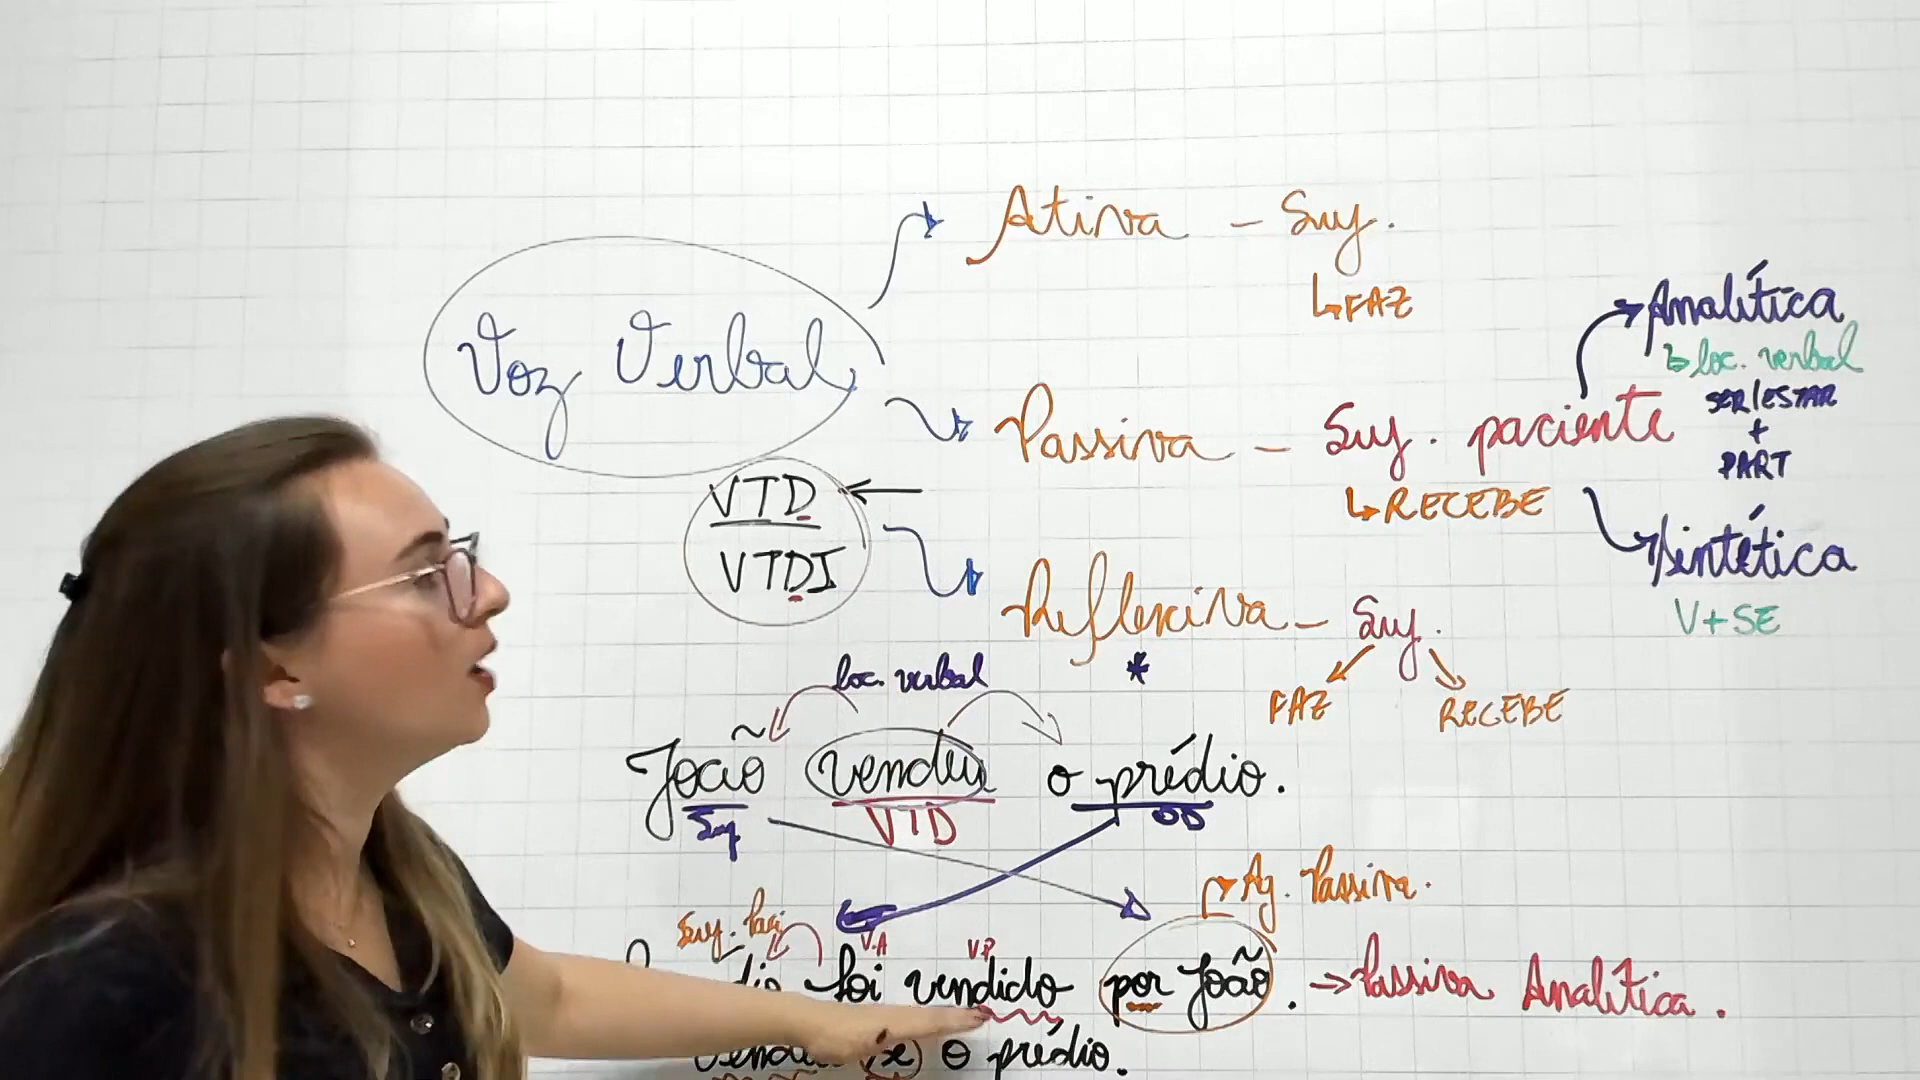 Ativa - Suj.
↳ FAZ
Voz Verbal
Analítica
↳ loc. verbal
SER/ESTAR
+
PART
Passiva - Suj. paciente
↳ RECEBE
VTD
VTDI
Sintética
V + SE
Reflexiva - Suj.
*
FAZ RECEBE
loc. verbal
João vendeu o prédio.
Suj. VTD OD
Ag. Passiva.
Suj. Paci
V.A V.P
foi vendido por João. → Passiva Analítica.
(se) o prédio.